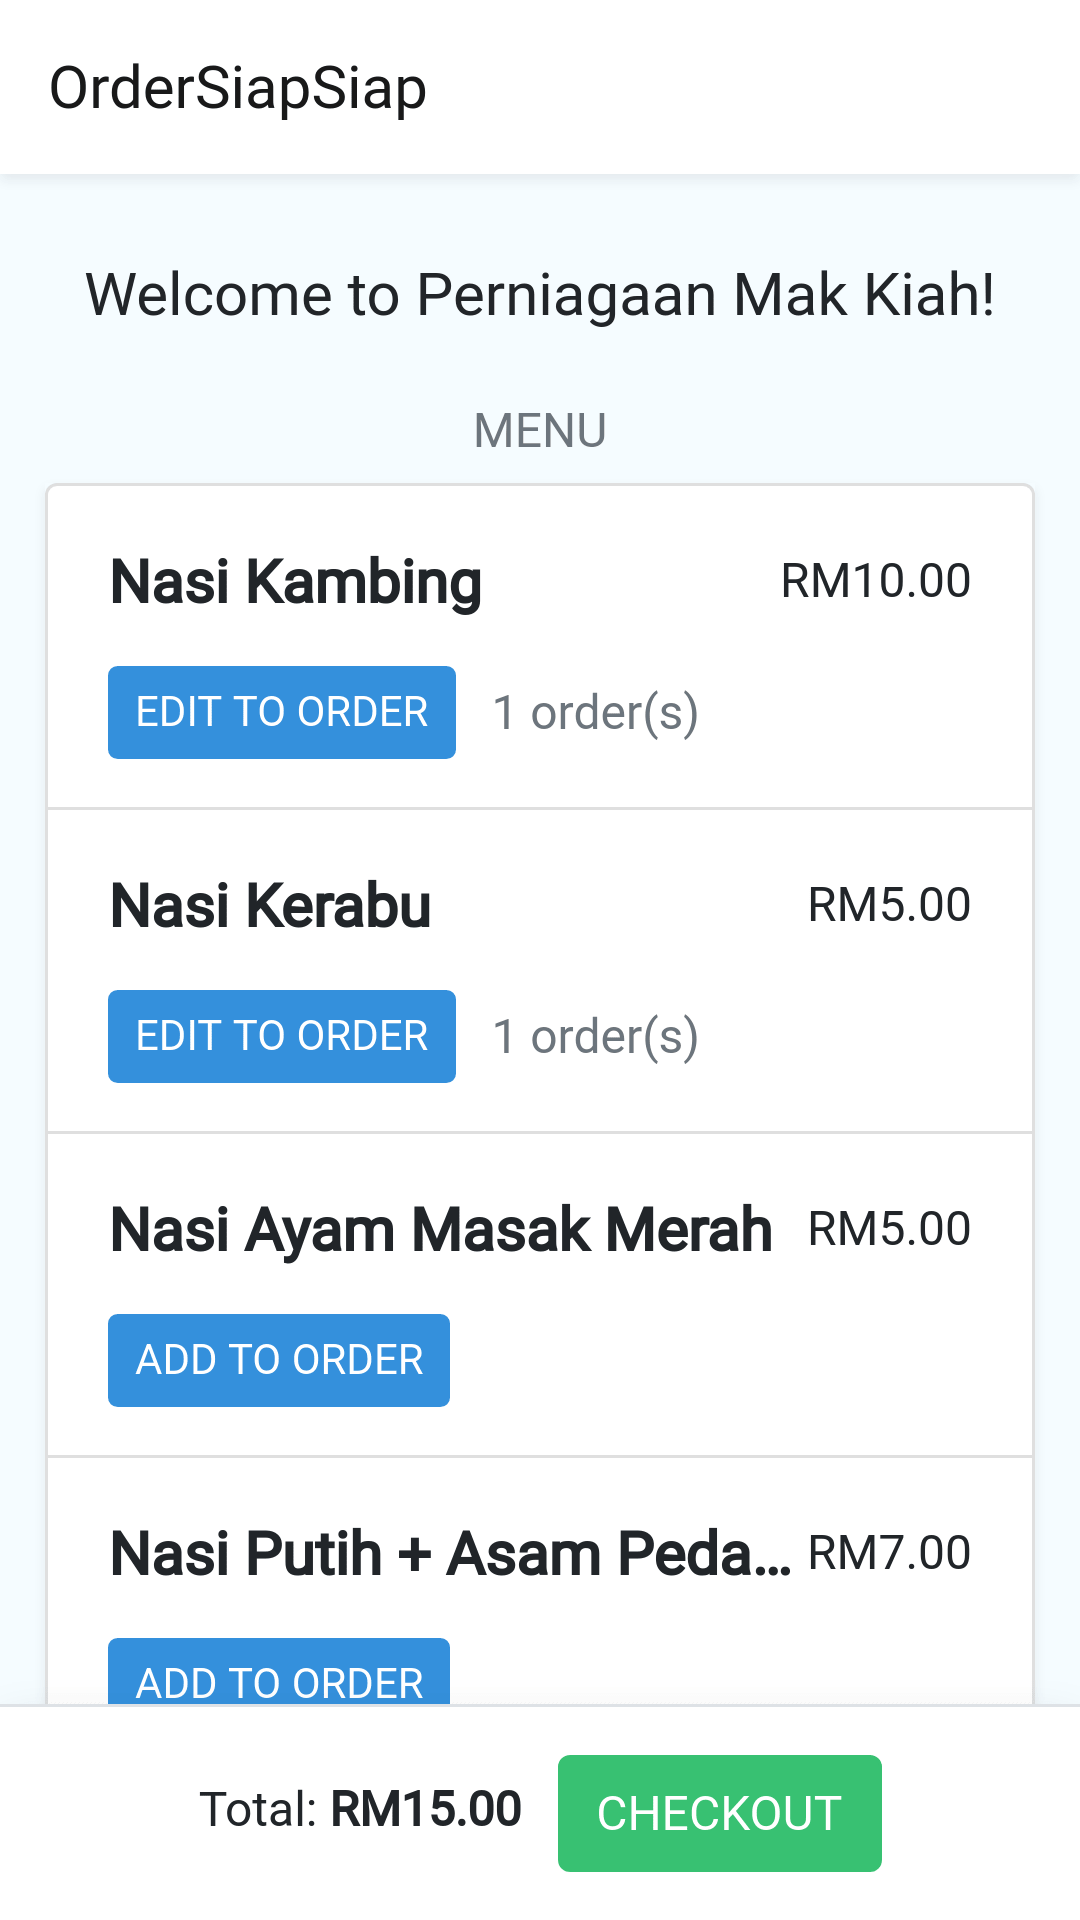 OrderSiapSiap
Welcome to Perniagaan Mak Kiah!
MENU
Nasi Kambing RM10.00
EDIT TO ORDER 1 order(s)
Nasi Kerabu RM5.00
EDIT TO ORDER 1 order(s)
Nasi Ayam Masak Merah RM5.00
ADD TO ORDER
Nasi Putih + Asam Peda... RM7.00
ADD TO ORDER
Total: RM15.00 CHECKOUT